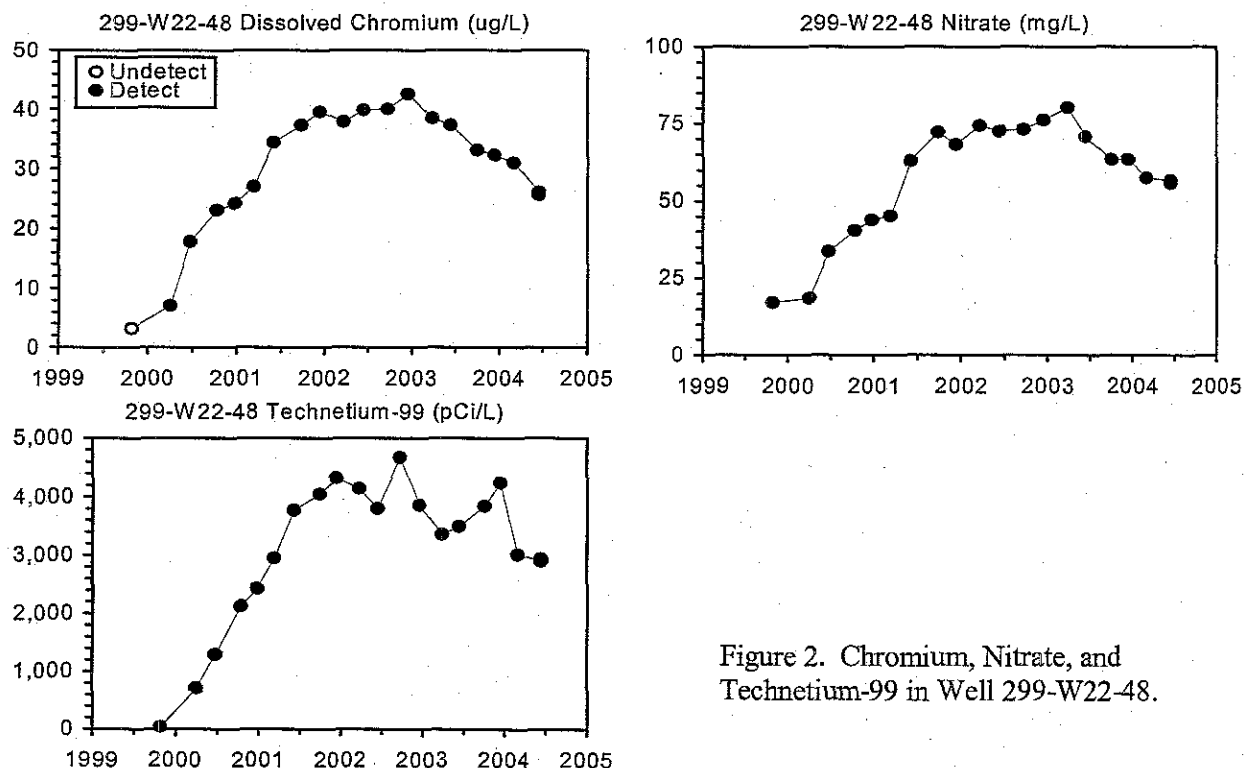 299-W22-48 Dissolved Chromium (ug/L)
50
40
30
20
10
0
Undetect
Detect
1999 2000 2001 2002 2003 2004 2005
299-W22-48 Nitrate (mg/L)
100
75
50
25
0
1999 2000 2001 2002 2003 2004 2005
299-W22-48 Technetium-99 (pCi/L)
5,000
4,000
3,000
2,000
1,000
0
1999 2000 2001 2002 2003 2004 2005
Figure 2. Chromium, Nitrate, and
Technetium-99 in Well 299-W22-48.